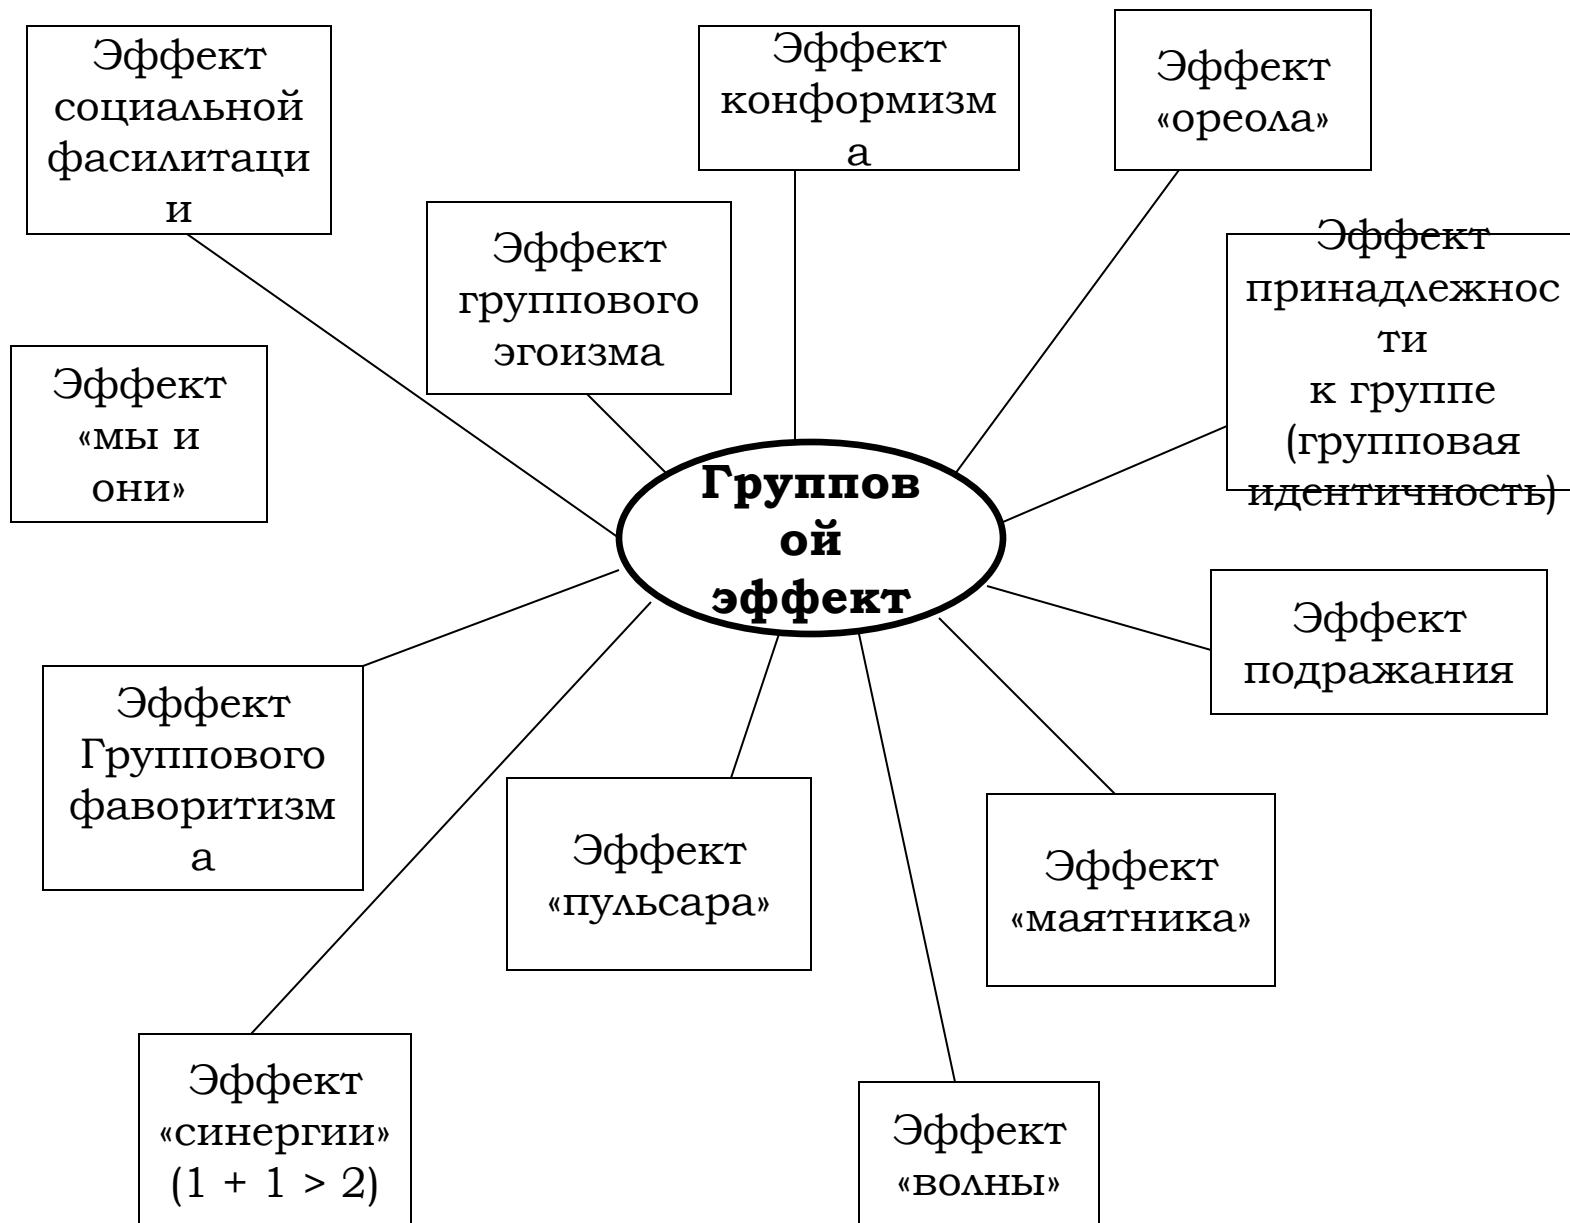 Эффект
социальной
фасилитаци
и
Эффект
конформизм
а
Эффект
«ореола»
Эффект
группового
эгоизма
Эффект
принадлежнос
ти
к группе
(групповая
идентичность)
Эффект
«мы и
они»
Группов
ой
эффект
Эффект
подражания
Эффект
Группового
фаворитизм
а
Эффект
«пульсара»
Эффект
«маятника»
Эффект
«синергии»
(1 + 1 > 2)
Эффект
«волны»